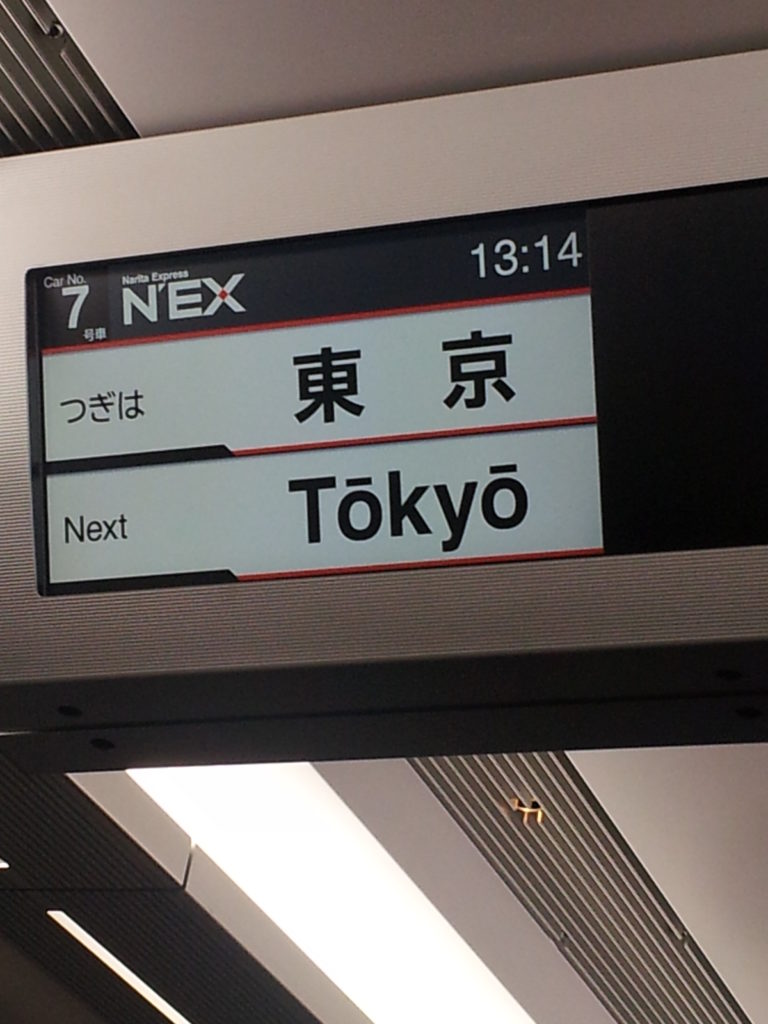 Car No. Narita Express 13:14
7 N'EX
号車
つぎは 東京
Next Tōkyō